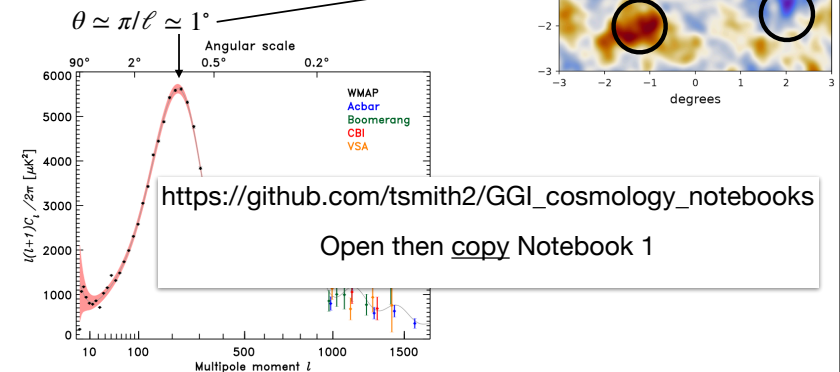 θ ≃ π/ℓ ≃ 1°
Angular scale
90° 2° 0.5° 0.2°
6000
5000
4000
3000
2000
1000
0
l(l+1)Cₗ/2π [μK²]
WMAP
Acbar
Boomerang
CBI
VSA
10 100 500 1000 1500
Multipole moment l
−2
−3
−3 −2 −1 0 1 2 3
degrees
https://github.com/tsmith2/GGI_cosmology_notebooks
Open then copy Notebook 1